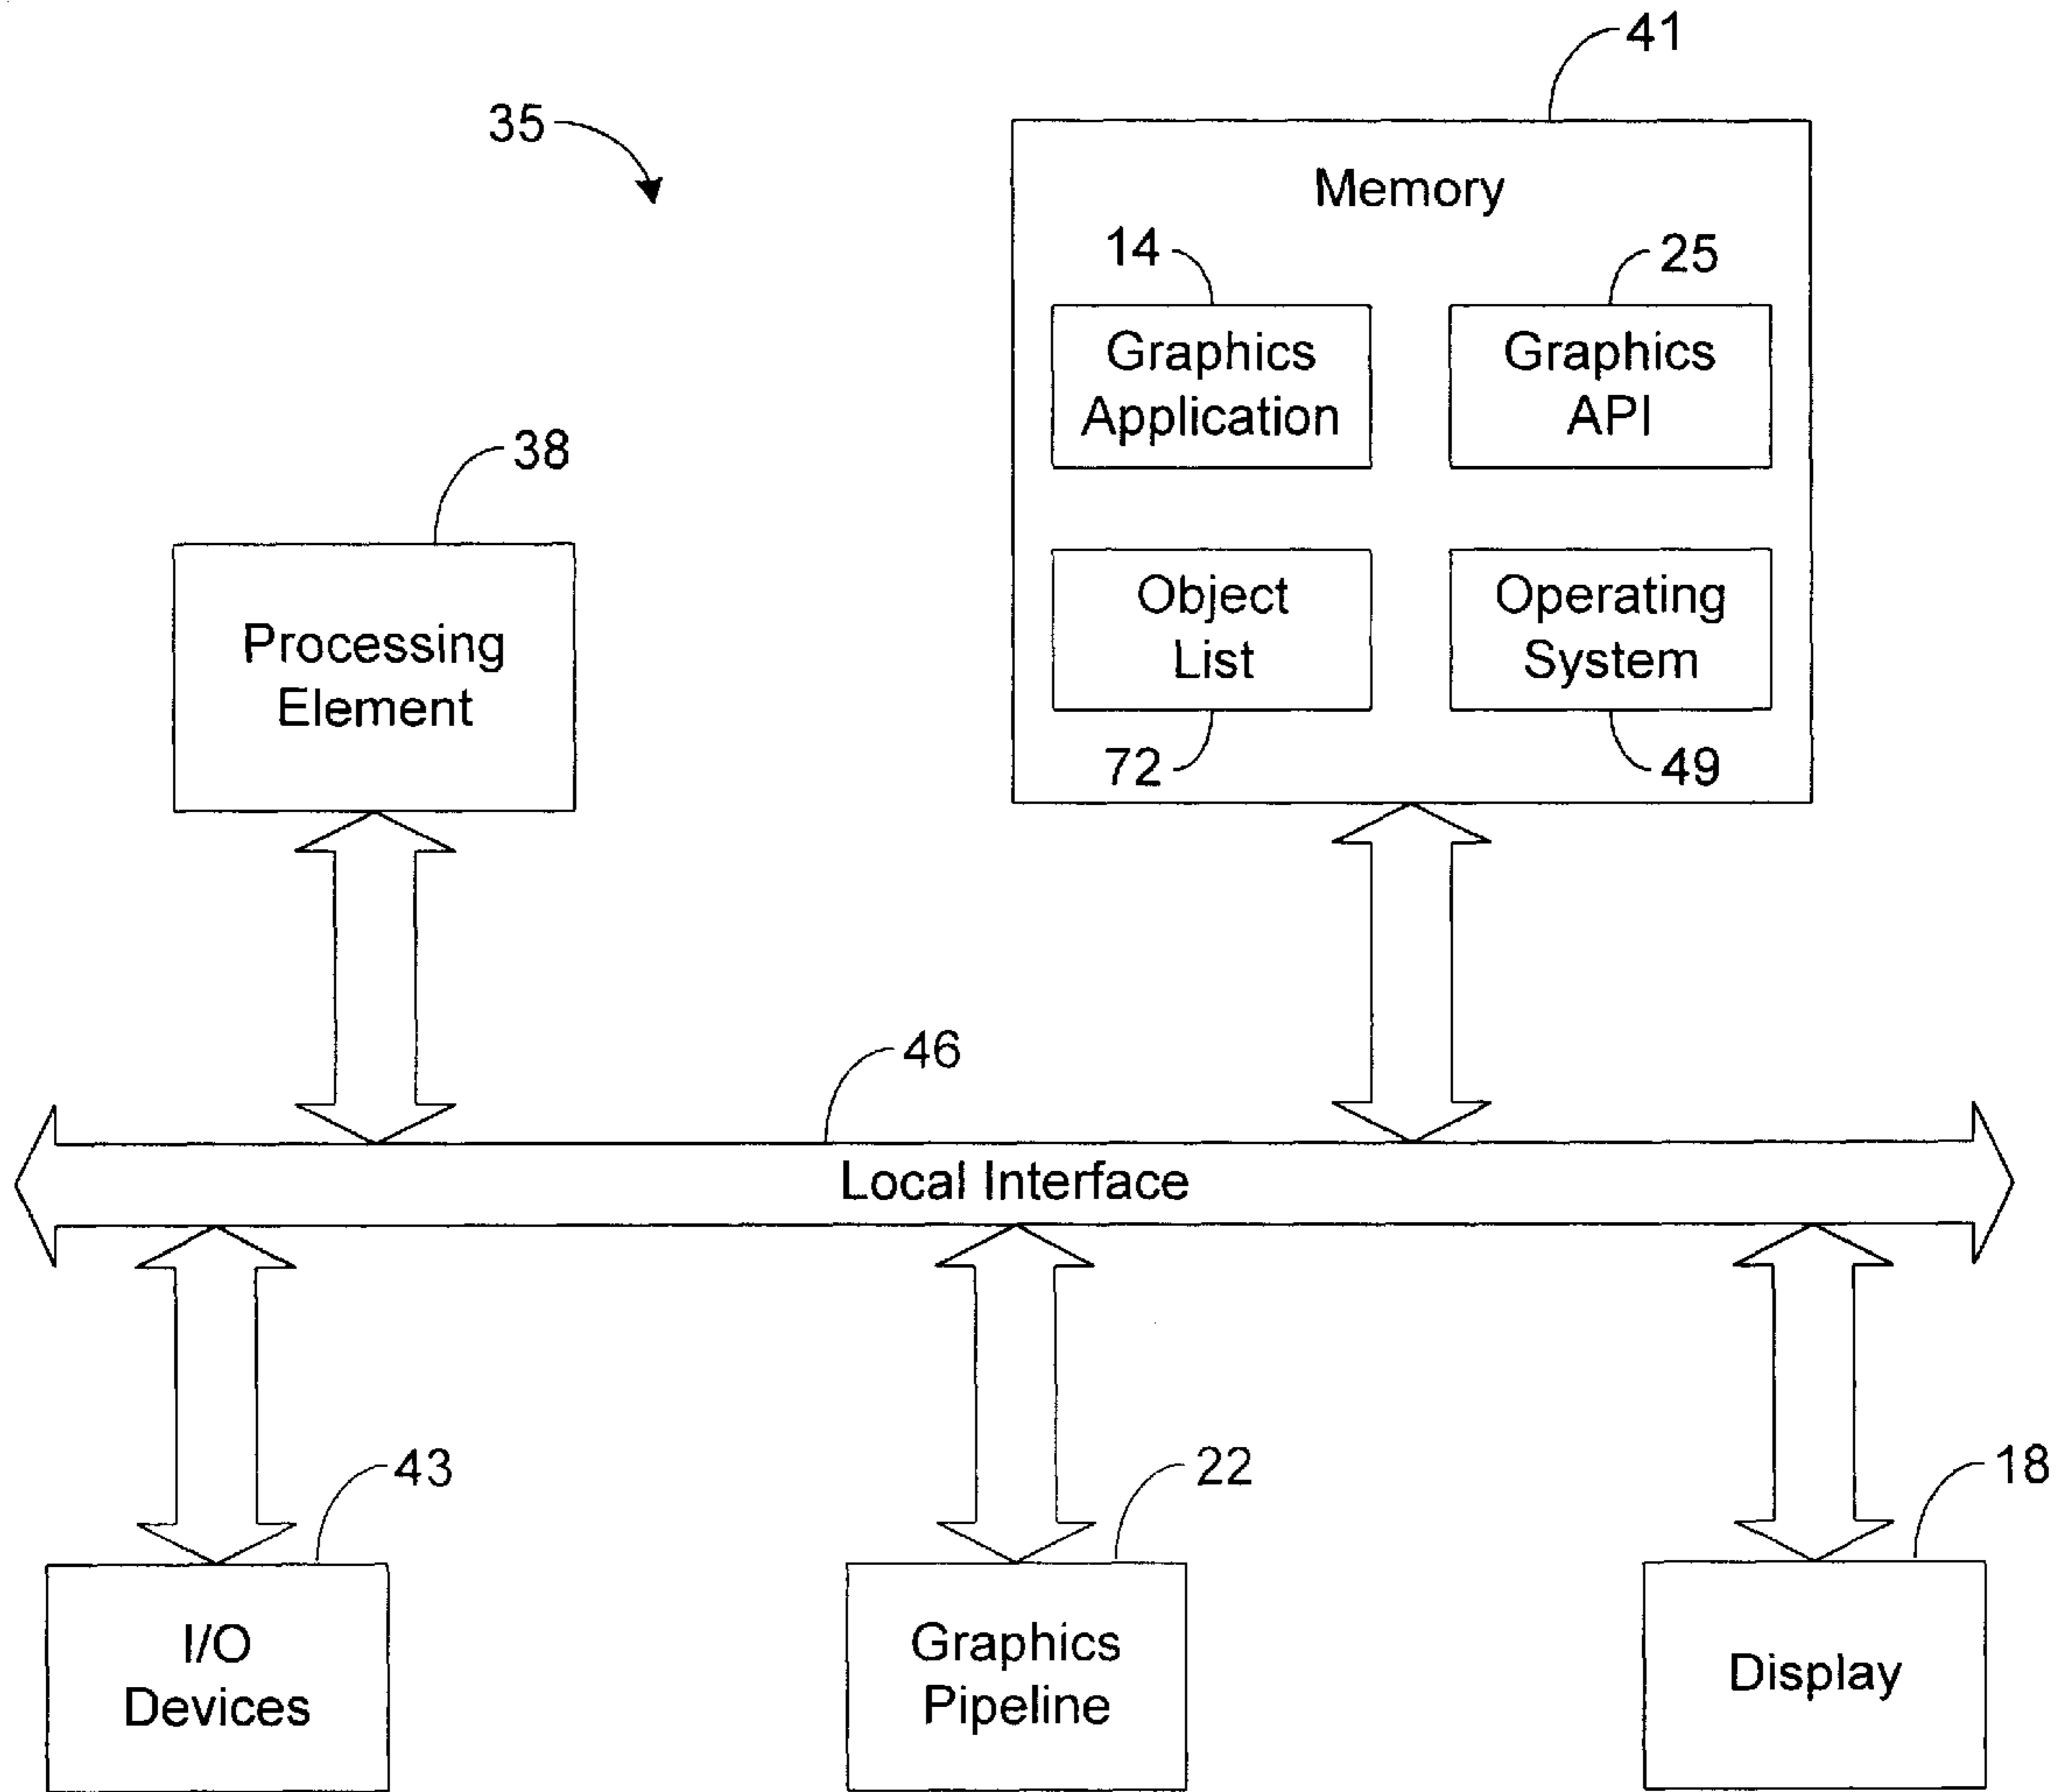 41
35
Memory
14
25
Graphics
Application
Graphics
API
38
Object
List
Operating
System
Processing
Element
72
49
46
Local Interface
43
22
18
I/O
Devices
Graphics
Pipeline
Display